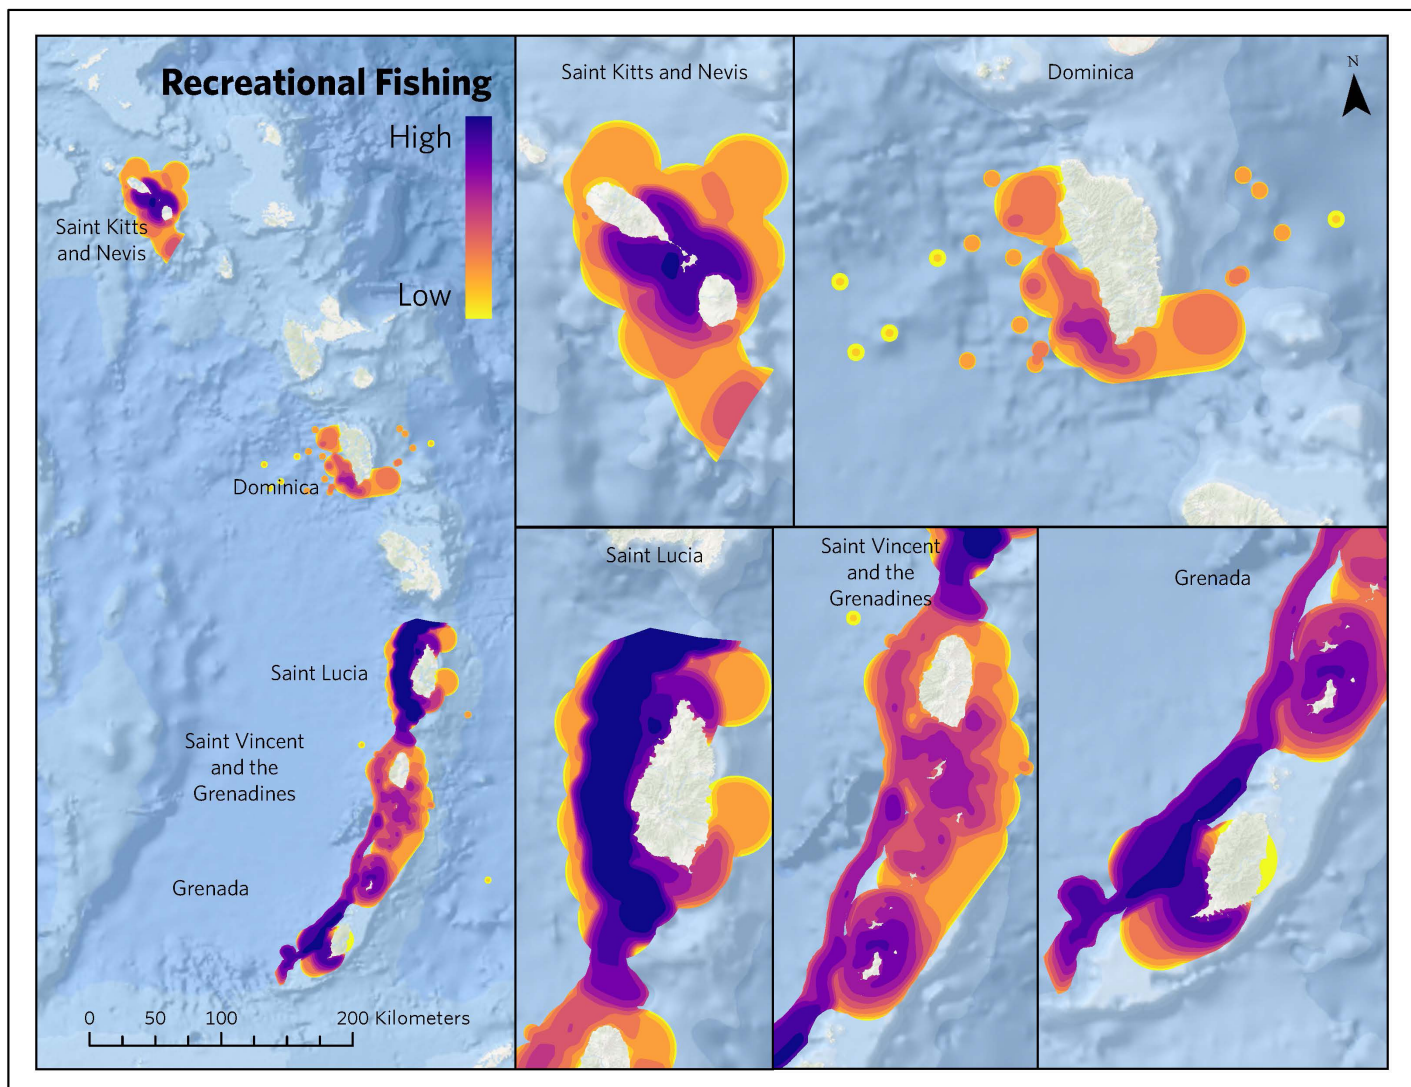 Recreational Fishing
High
Low
Saint Kitts
and Nevis
Dominica
Saint Lucia
Saint Vincent
and the
Grenadines
Grenada
0 50 100 200 Kilometers
Saint Kitts and Nevis
Dominica
N
Saint Lucia
Saint Vincent
and the
Grenadines
Grenada